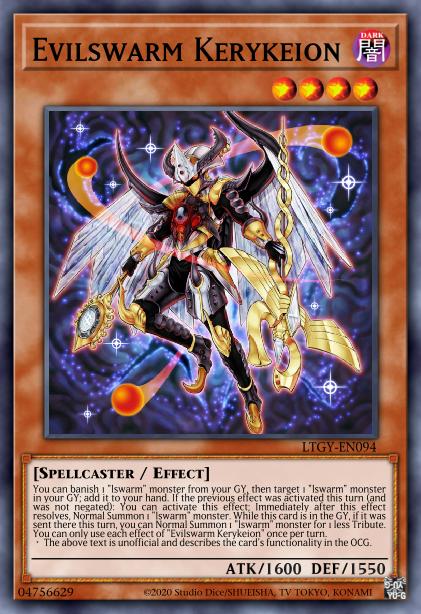 EVILSWARM KERYKEION
DARK
闇
LTGY-EN094
[SPELLCASTER / EFFECT]
You can banish 1 "lswarm" monster from your GY, then target 1 "lswarm" monster
in your GY; add it to your hand. If the previous effect was activated this turn (and
was not negated): You can activate this effect; Immediately after this effect
resolves, Normal Summon 1 "lswarm" monster. While this card is in the GY, if it was
sent there this turn, you can Normal Summon 1 "lswarm" monster for 1 less Tribute.
You can only use each effect of "Evilswarm Kerykeion" once per turn.
· The above text is unofficial and describes the card's functionality in the OCG.
ATK/1600 DEF/1550
04756629
©2020 Studio Dice/SHUEISHA, TV TOKYO, KONAMI